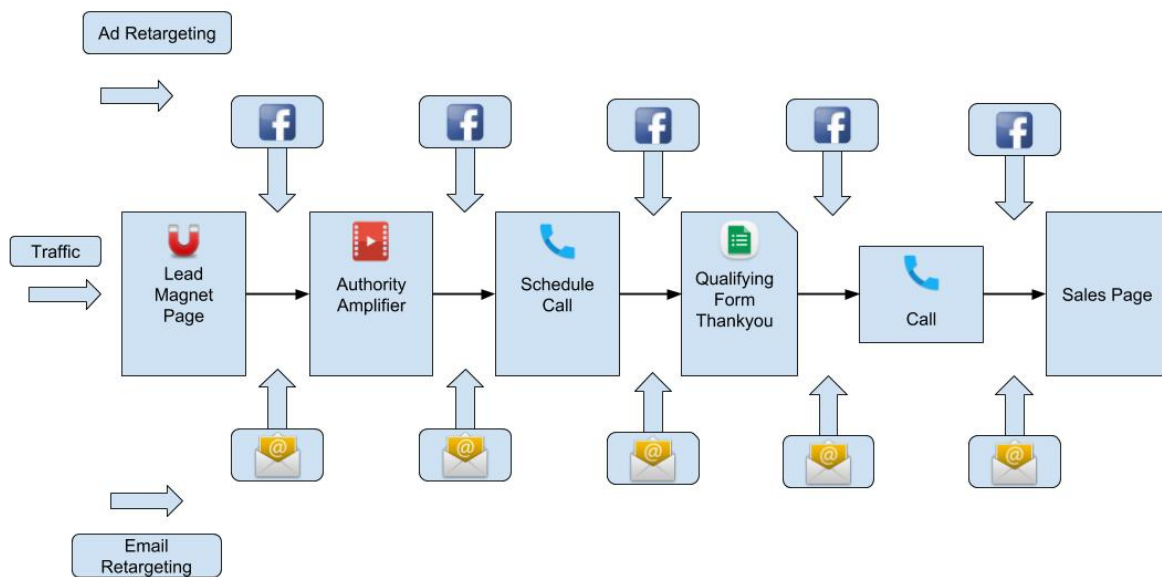 Ad Retargeting
Traffic
Lead
Magnet
Page
Authority
Amplifier
Schedule
Call
Qualifying
Form
Thankyou
Call
Sales Page
Email
Retargeting